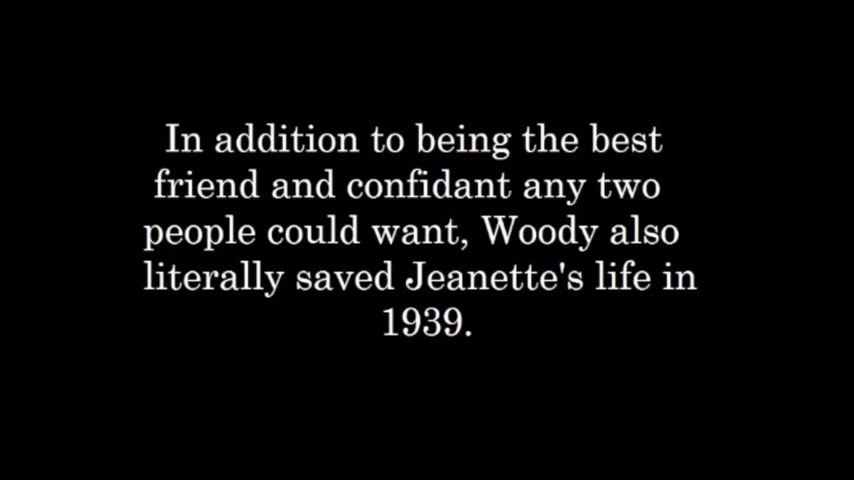 In addition to being the best
friend and confidant any two
people could want, Woody also
literally saved Jeanette's life in
1939.